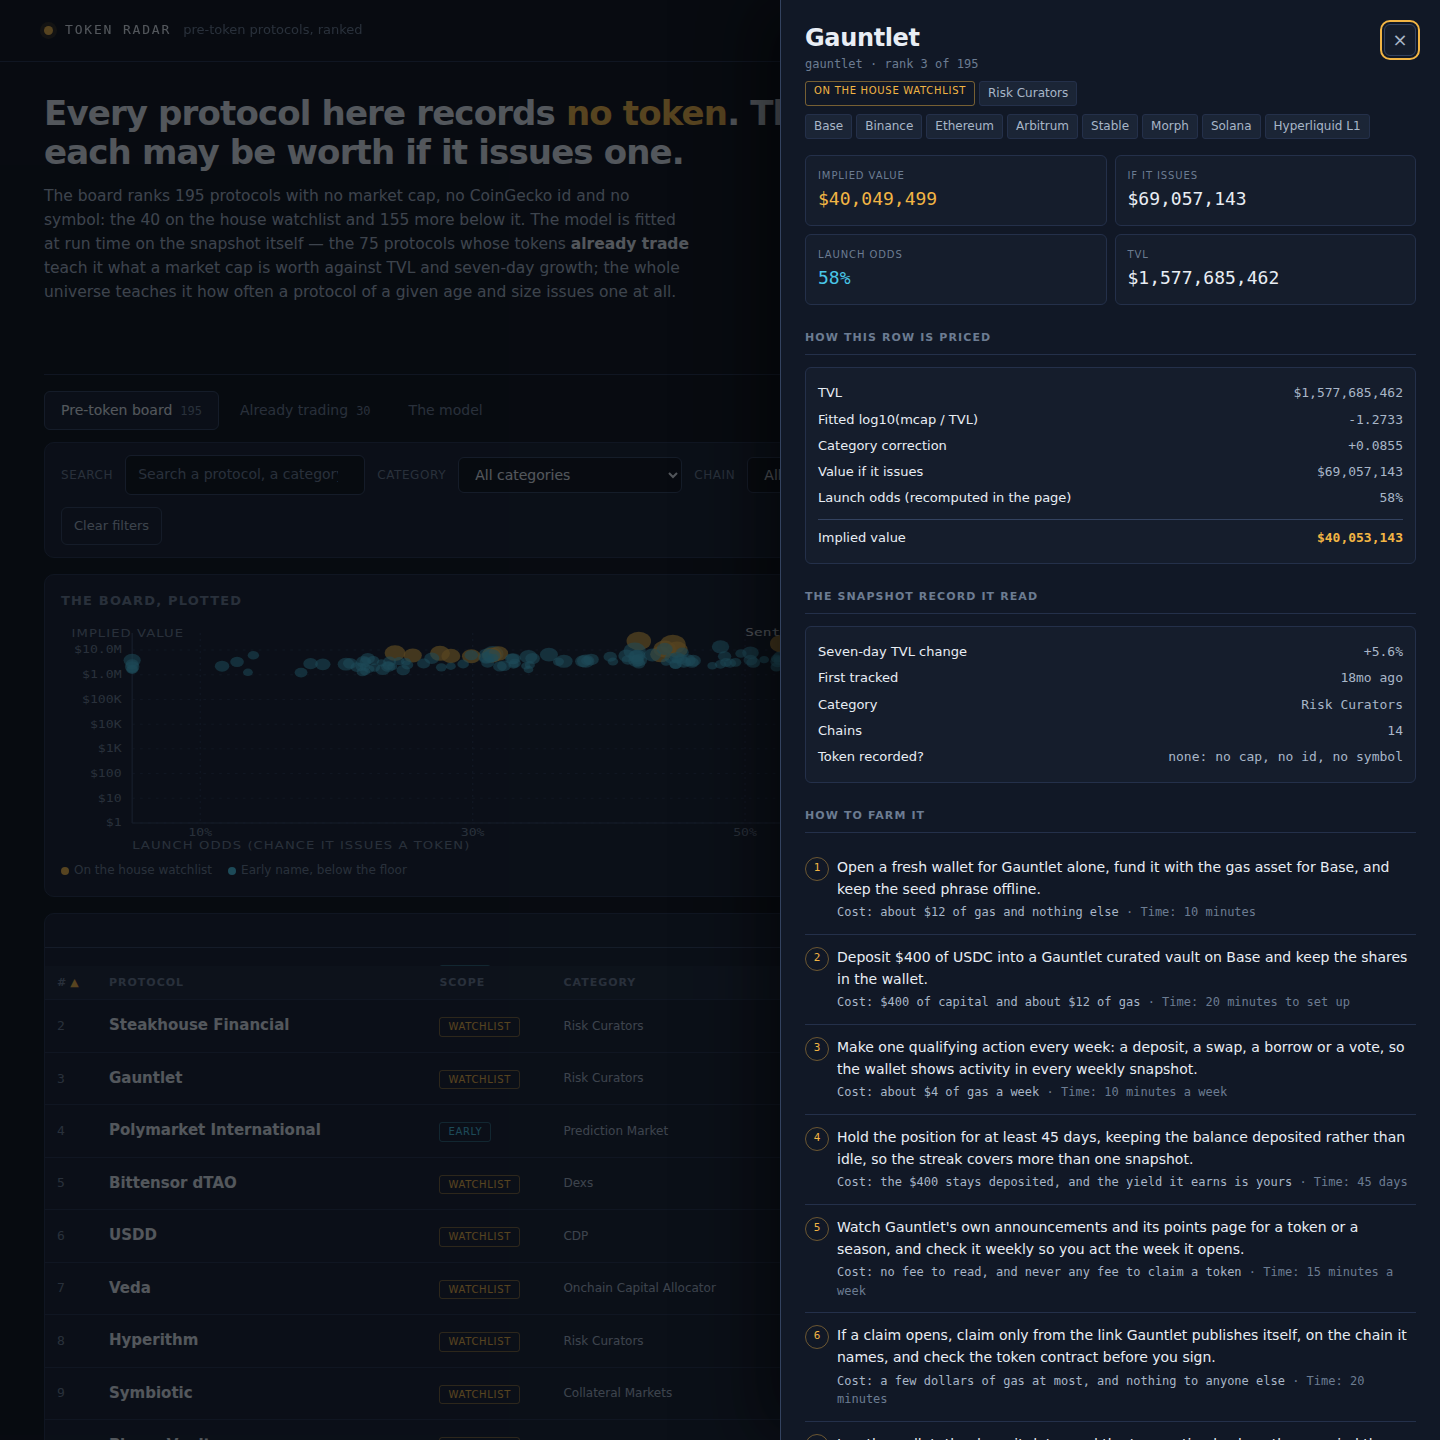 TOKEN RADAR pre-token protocols, ranked
Every protocol here records no token. Th
each may be worth if it issues one.
The board ranks 195 protocols with no market cap, no CoinGecko id and no
symbol: the 40 on the house watchlist and 155 more below it. The model is fitted
at run time on the snapshot itself — the 75 protocols whose tokens already trade
teach it what a market cap is worth against TVL and seven-day growth; the whole
universe teaches it how often a protocol of a given age and size issues one at all.
Pre-token board 195 Already trading 30 The model
SEARCH Search a protocol, a categor CATEGORY All categories CHAIN All
Clear filters
THE BOARD, PLOTTED
IMPLIED VALUE
Sent
$10.0M
$1.0M
$100K
$10K
$1K
$100
$10
$1
10% 30% 50%
LAUNCH ODDS (CHANCE IT ISSUES A TOKEN)
On the house watchlist Early name, below the floor
# ▲ PROTOCOL SCOPE CATEGORY
2 Steakhouse Financial WATCHLIST Risk Curators
3 Gauntlet WATCHLIST Risk Curators
4 Polymarket International EARLY Prediction Market
5 Bittensor dTAO WATCHLIST Dexs
6 USDD WATCHLIST CDP
7 Veda WATCHLIST Onchain Capital Allocator
8 Hyperithm WATCHLIST Risk Curators
9 Symbiotic WATCHLIST Collateral Markets
Gauntlet
×
gauntlet · rank 3 of 195
ON THE HOUSE WATCHLIST Risk Curators
Base Binance Ethereum Arbitrum Stable Morph Solana Hyperliquid L1
IMPLIED VALUE
$40,049,499
IF IT ISSUES
$69,057,143
LAUNCH ODDS
58%
TVL
$1,577,685,462
HOW THIS ROW IS PRICED
TVL $1,577,685,462
Fitted log10(mcap / TVL) -1.2733
Category correction +0.0855
Value if it issues $69,057,143
Launch odds (recomputed in the page) 58%
Implied value $40,053,143
THE SNAPSHOT RECORD IT READ
Seven-day TVL change +5.6%
First tracked 18mo ago
Category Risk Curators
Chains 14
Token recorded? none: no cap, no id, no symbol
HOW TO FARM IT
1 Open a fresh wallet for Gauntlet alone, fund it with the gas asset for Base, and
keep the seed phrase offline.
Cost: about $12 of gas and nothing else · Time: 10 minutes
2 Deposit $400 of USDC into a Gauntlet curated vault on Base and keep the shares
in the wallet.
Cost: $400 of capital and about $12 of gas · Time: 20 minutes to set up
3 Make one qualifying action every week: a deposit, a swap, a borrow or a vote, so
the wallet shows activity in every weekly snapshot.
Cost: about $4 of gas a week · Time: 10 minutes a week
4 Hold the position for at least 45 days, keeping the balance deposited rather than
idle, so the streak covers more than one snapshot.
Cost: the $400 stays deposited, and the yield it earns is yours · Time: 45 days
5 Watch Gauntlet's own announcements and its points page for a token or a
season, and check it weekly so you act the week it opens.
Cost: no fee to read, and never any fee to claim a token · Time: 15 minutes a
week
6 If a claim opens, claim only from the link Gauntlet publishes itself, on the chain it
names, and check the token contract before you sign.
Cost: a few dollars of gas at most, and nothing to anyone else · Time: 20
minutes